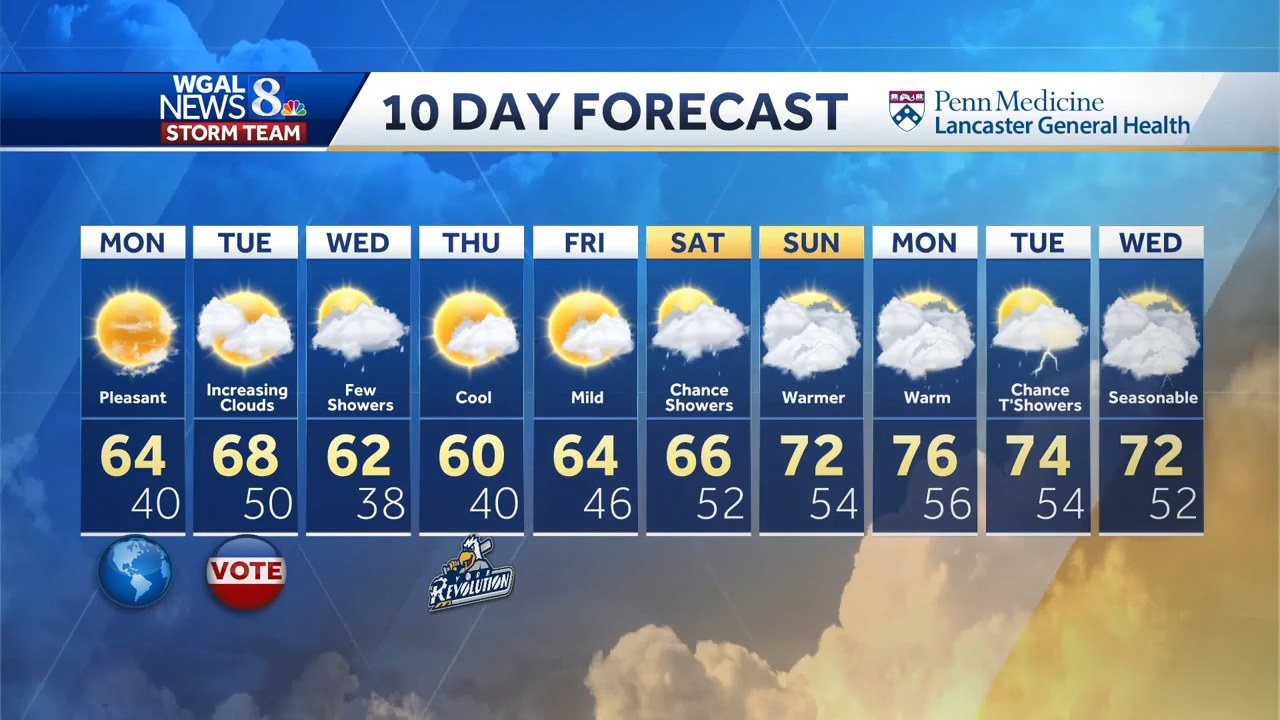 WGAL
NEWS 8
STORM TEAM
10 DAY FORECAST
Penn Medicine
Lancaster General Health
MON TUE WED THU FRI SAT SUN MON TUE WED
Pleasant
Increasing
Clouds
Few
Showers
Cool
Mild
Chance
Showers
Warmer
Warm
Chance
T'Showers
Seasonable
64 68 62 60 64 66 72 76 74 72
40 50 38 40 46 52 54 56 54 52
VOTE
YORK
REVOLUTION